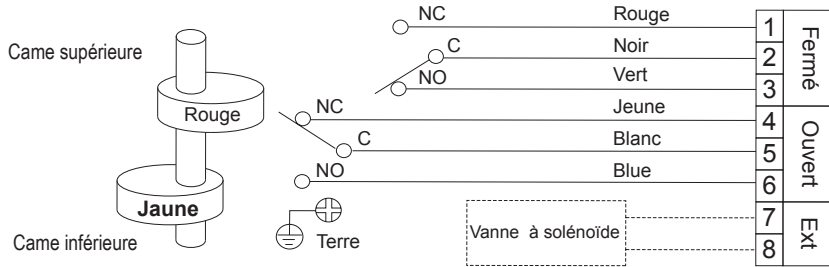 Came supérieure
Rouge
Jaune
Came inférieure
NC
Rouge
1
C
Noir
2
NO
Vert
3
Fermé
NC
Jeune
4
C
Blanc
5
NO
Blue
6
Ouvert
Terre
Vanne à solénoïde
7
8
Ext